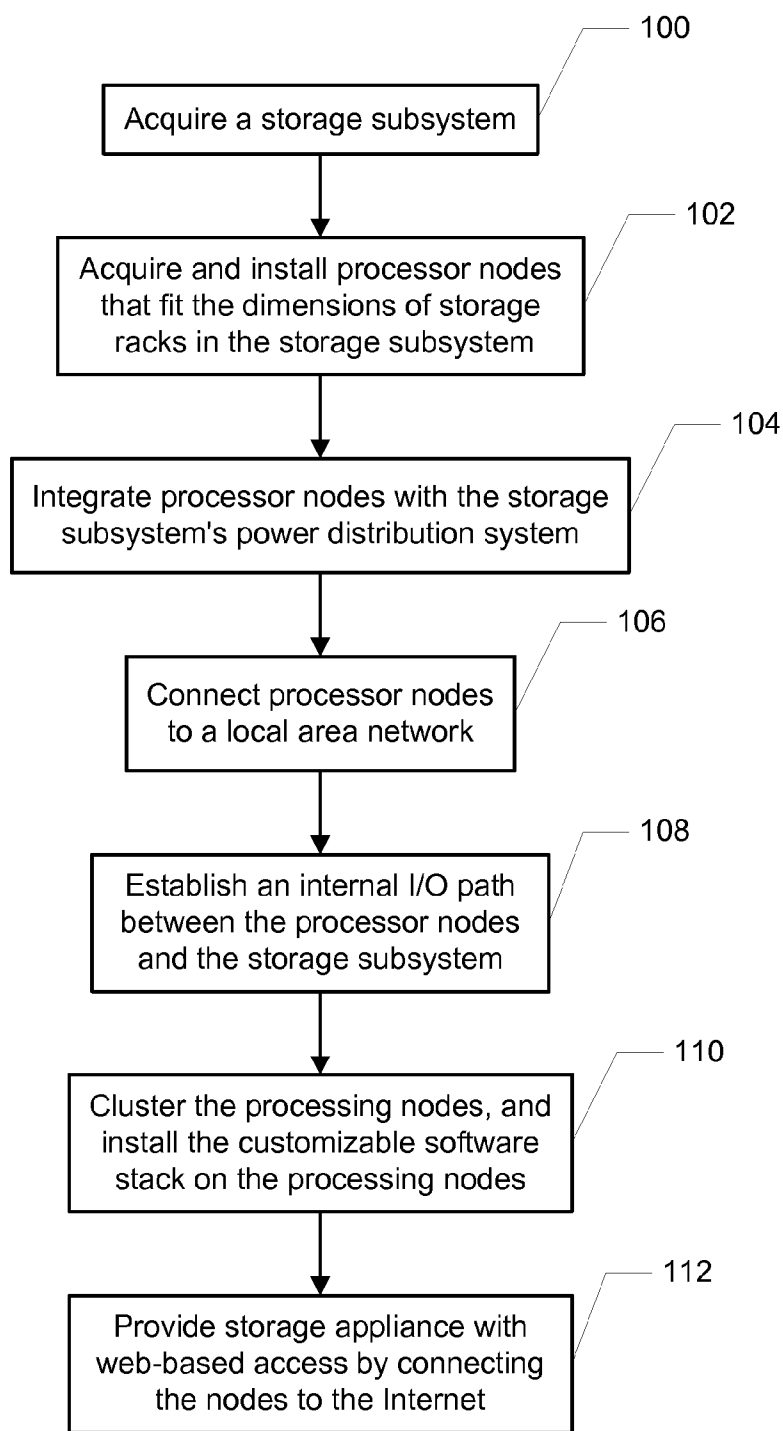 100
Acquire a storage subsystem
102
Acquire and install processor nodes
that fit the dimensions of storage
racks in the storage subsystem
104
Integrate processor nodes with the storage
subsystem's power distribution system
106
Connect processor nodes
to a local area network
108
Establish an internal I/O path
between the processor nodes
and the storage subsystem
110
Cluster the processing nodes, and
install the customizable software
stack on the processing nodes
112
Provide storage appliance with
web-based access by connecting
the nodes to the Internet